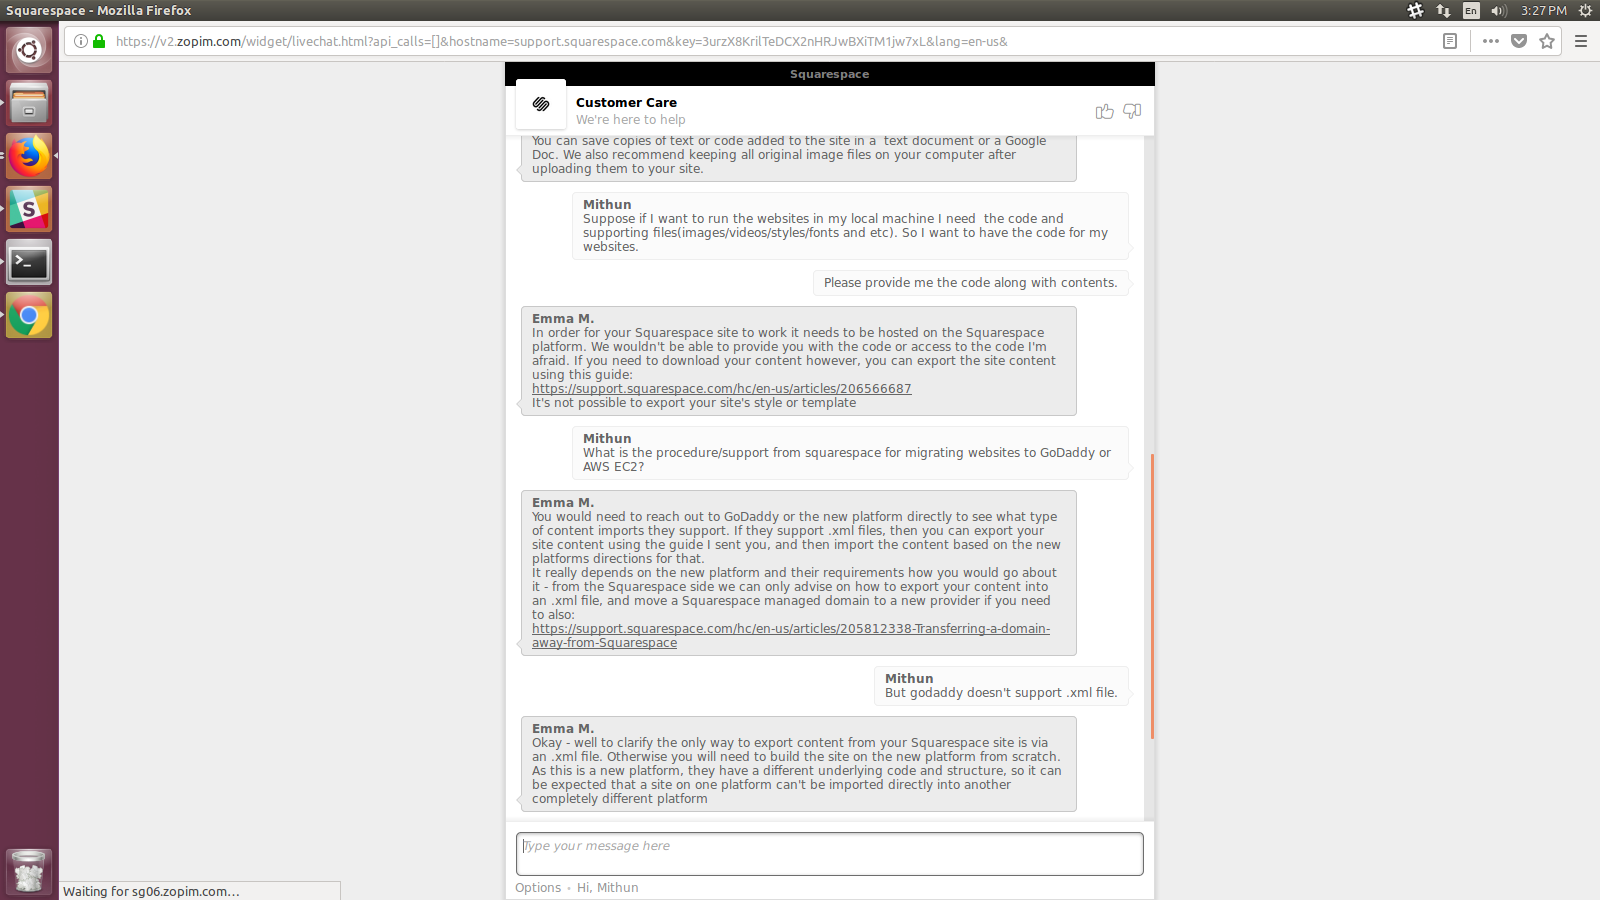 Squarespace - Mozilla Firefox
En
3:27 PM
https://v2.zopim.com/widget/livechat.html?api_calls=[]&hostname=support.squarespace.com&key=3urzX8KrilTeDCX2nHRJwBXiTM1jw7xL&lang=en-us&
Squarespace
Customer Care
We're here to help
You can save copies of text or code added to the site in a  text document or a Google
Doc. We also recommend keeping all original image files on your computer after
uploading them to your site.
Mithun
Suppose if I want to run the websites in my local machine I need  the code and
supporting files(images/videos/styles/fonts and etc). So I want to have the code for my
websites.
Please provide me the code along with contents.
Emma M.
In order for your Squarespace site to work it needs to be hosted on the Squarespace
platform. We wouldn't be able to provide you with the code or access to the code I'm
afraid. If you need to download your content however, you can export the site content
using this guide:
https://support.squarespace.com/hc/en-us/articles/206566687
It's not possible to export your site's style or template
Mithun
What is the procedure/support from squarespace for migrating websites to GoDaddy or
AWS EC2?
Emma M.
You would need to reach out to GoDaddy or the new platform directly to see what type
of content imports they support. If they support .xml files, then you can export your
site content using the guide I sent you, and then import the content based on the new
platforms directions for that.
It really depends on the new platform and their requirements how you would go about
it - from the Squarespace side we can only advise on how to export your content into
an .xml file, and move a Squarespace managed domain to a new provider if you need
to also:
https://support.squarespace.com/hc/en-us/articles/205812338-Transferring-a-domain-
away-from-Squarespace
Mithun
But godaddy doesn't support .xml file.
Emma M.
Okay - well to clarify the only way to export content from your Squarespace site is via
an .xml file. Otherwise you will need to build the site on the new platform from scratch.
As this is a new platform, they have a different underlying code and structure, so it can
be expected that a site on one platform can't be imported directly into another
completely different platform
Type your message here
Options • Hi, Mithun
Waiting for sg06.zopim.com…